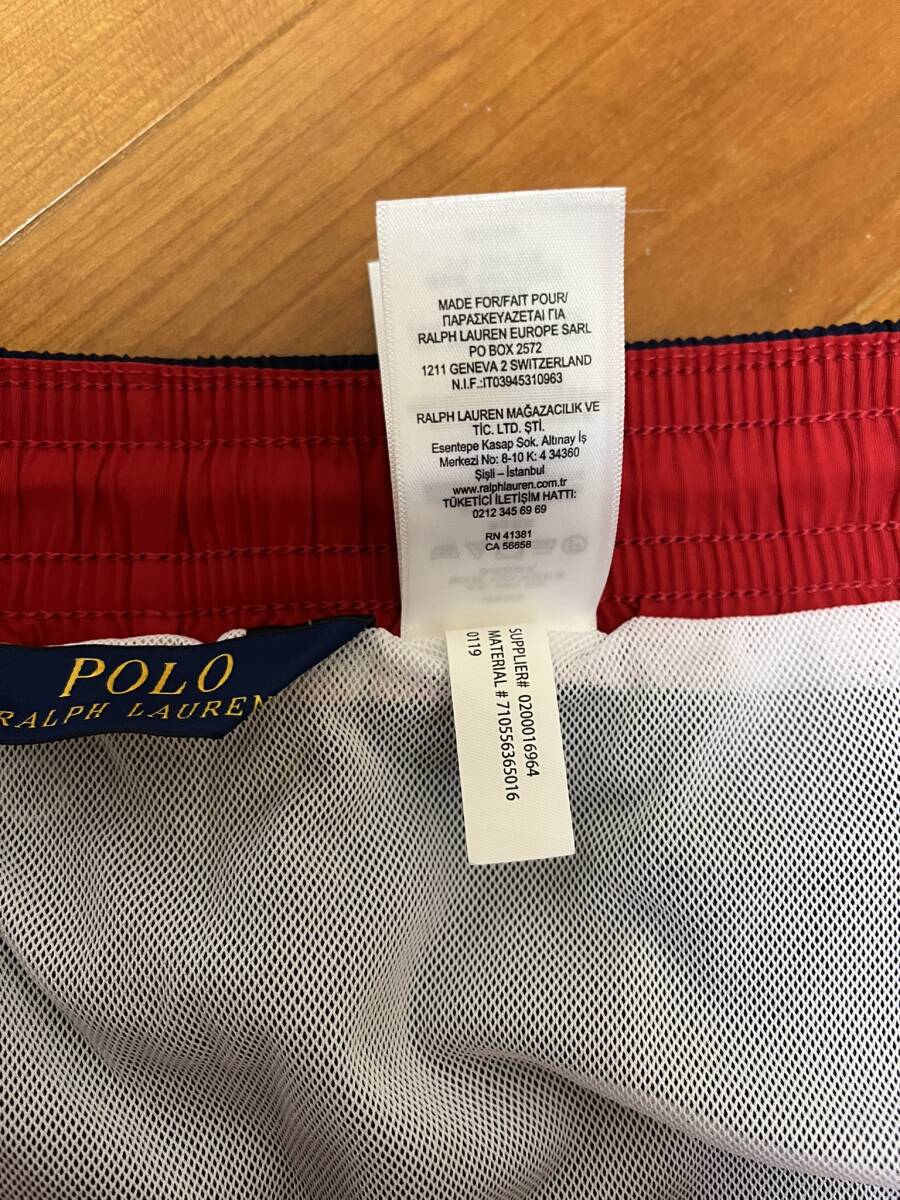 MADE FOR/FAIT POUR/
ΠΑΡΑΣΚΕΥΑΖΕΤΑΙ ΓΙΑ
RALPH LAUREN EUROPE SARL
PO BOX 2572
1211 GENEVA 2 SWITZERLAND
N.I.F.:IT03945310963
RALPH LAUREN MAĞAZACILIK VE
TİC. LTD. ŞTİ.
Esentepe Kasap Sok. Altınay İş
Merkezi No: 8-10 K: 4 34360
Şişli – İstanbul
www.ralphlauren.com.tr
TÜKETİCİ İLETİŞİM HATTI:
0212 345 69 69
RN 41381
CA 56658
POLO
RALPH LAUREN
SUPPLIER# 0200016964
MATERIAL # 710556365016
0119